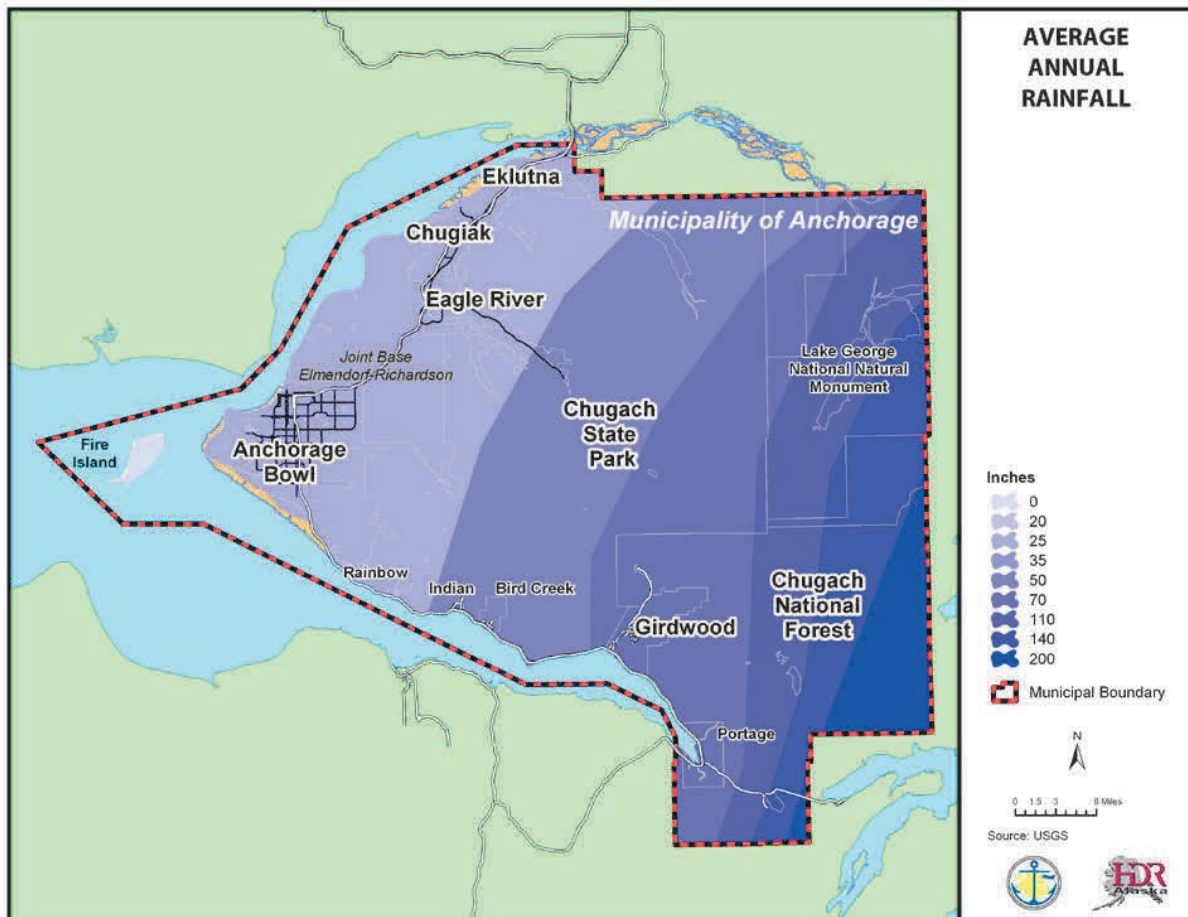 AVERAGE
ANNUAL
RAINFALL
Eklutna
Municipality of Anchorage
Chugiak
Eagle River
Joint Base
Elmendorf-Richardson
Lake George
National Natural
Monument
Chugach
State
Park
Fire
Island
Anchorage
Bowl
Rainbow
Indian
Bird Creek
Chugach
National
Forest
Girdwood
Portage
Inches
0
20
25
35
50
70
110
140
200
Municipal Boundary
N
0 1.5 3 6 Miles
Source: USGS
HDR
Alaska